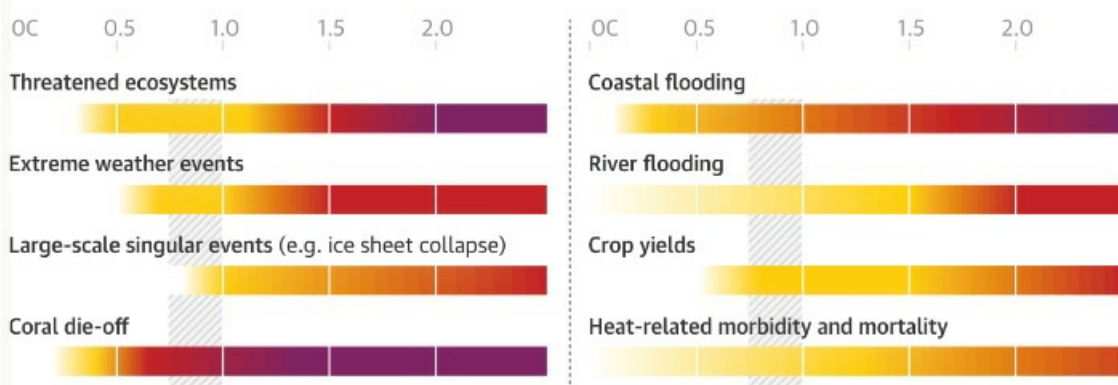 0C 0.5 1.0 1.5 2.0
Threatened ecosystems
Extreme weather events
Large-scale singular events (e.g. ice sheet collapse)
Coral die-off
0C 0.5 1.0 1.5 2.0
Coastal flooding
River flooding
Crop yields
Heat-related morbidity and mortality